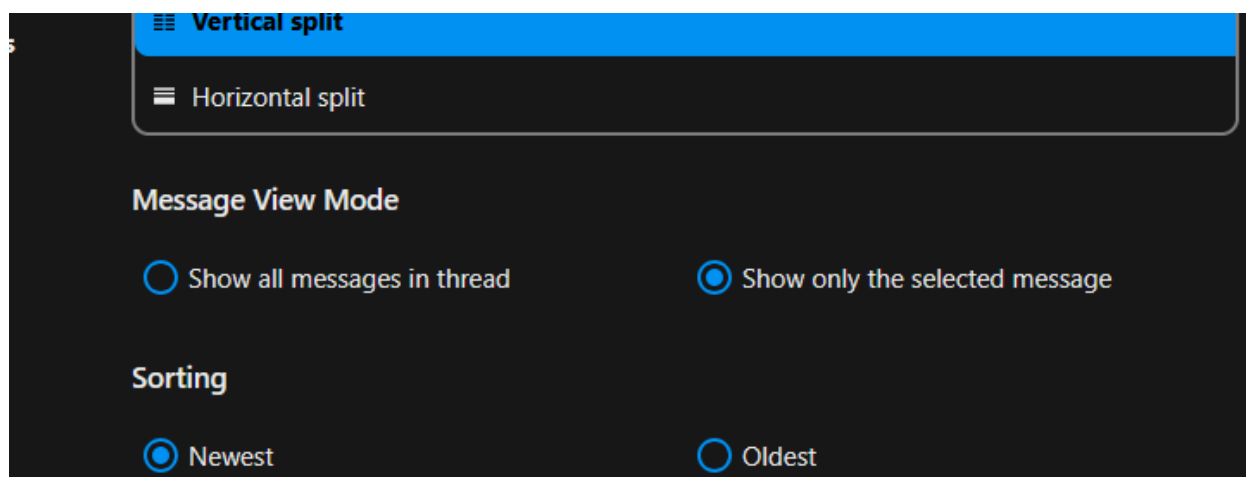 s
Vertical split
Horizontal split
Message View Mode
Show all messages in thread
Show only the selected message
Sorting
Newest
Oldest